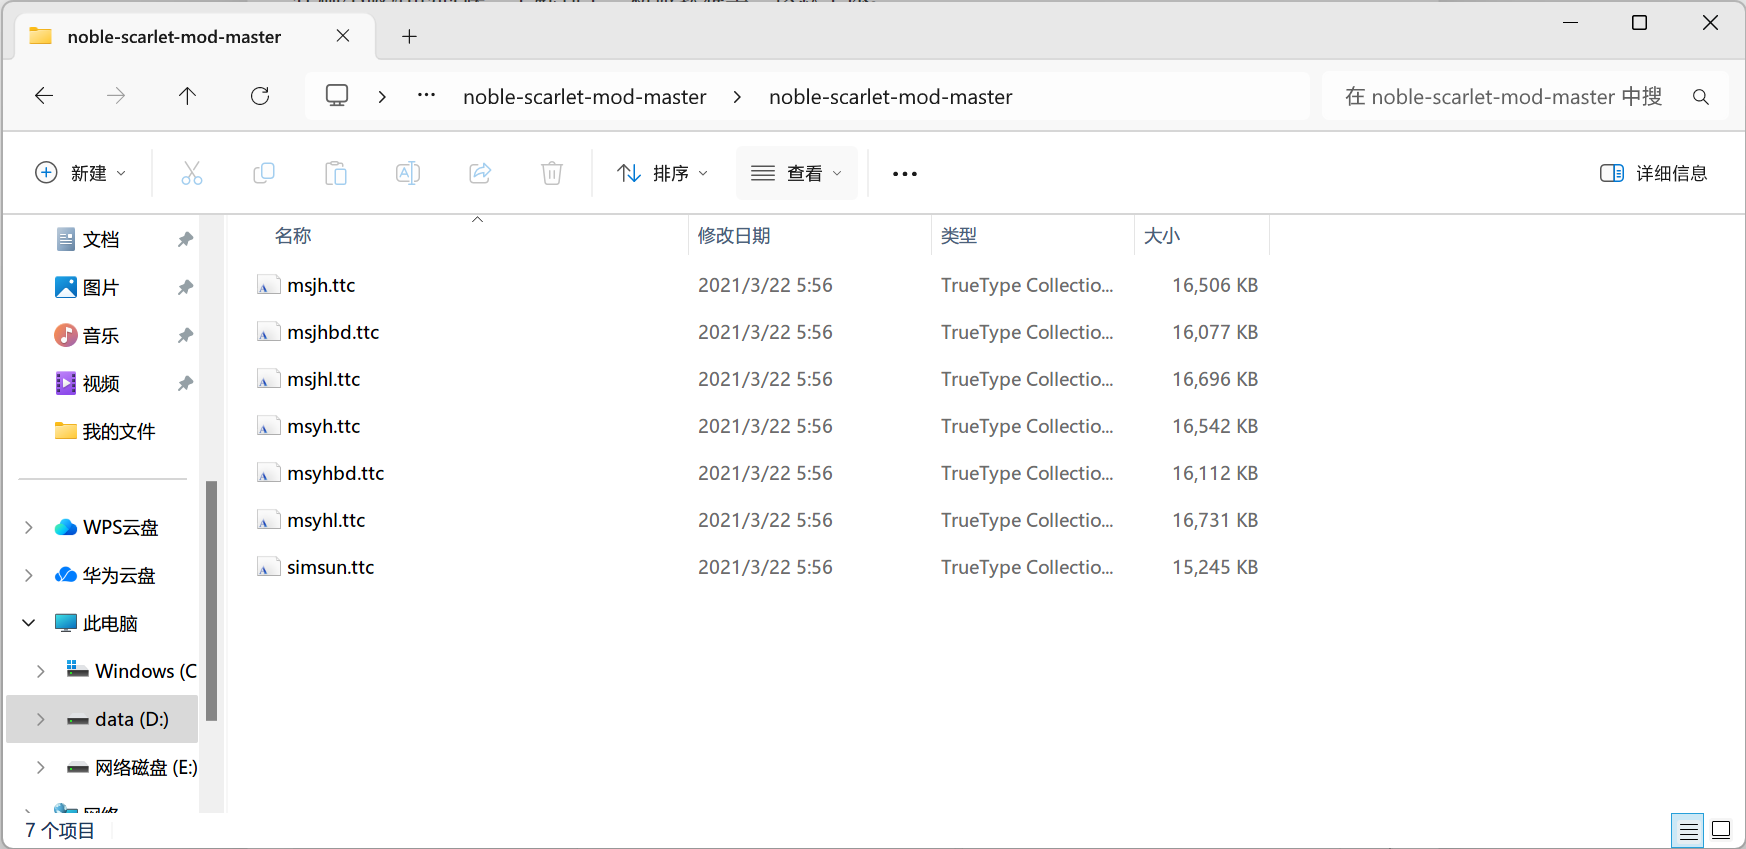 noble-scarlet-mod-master
noble-scarlet-mod-master
noble-scarlet-mod-master
在 noble-scarlet-mod-master 中搜
新建
排序
查看
详细信息
文档
图片
音乐
视频
我的文件
WPS云盘
华为云盘
此电脑
Windows (C
data (D:)
网络磁盘 (E:)
名称 修改日期 类型 大小
msjh.ttc 2021/3/22 5:56 TrueType Collectio... 16,506 KB
msjhbd.ttc 2021/3/22 5:56 TrueType Collectio... 16,077 KB
msjhl.ttc 2021/3/22 5:56 TrueType Collectio... 16,696 KB
msyh.ttc 2021/3/22 5:56 TrueType Collectio... 16,542 KB
msyhbd.ttc 2021/3/22 5:56 TrueType Collectio... 16,112 KB
msyhl.ttc 2021/3/22 5:56 TrueType Collectio... 16,731 KB
simsun.ttc 2021/3/22 5:56 TrueType Collectio... 15,245 KB
7 个项目